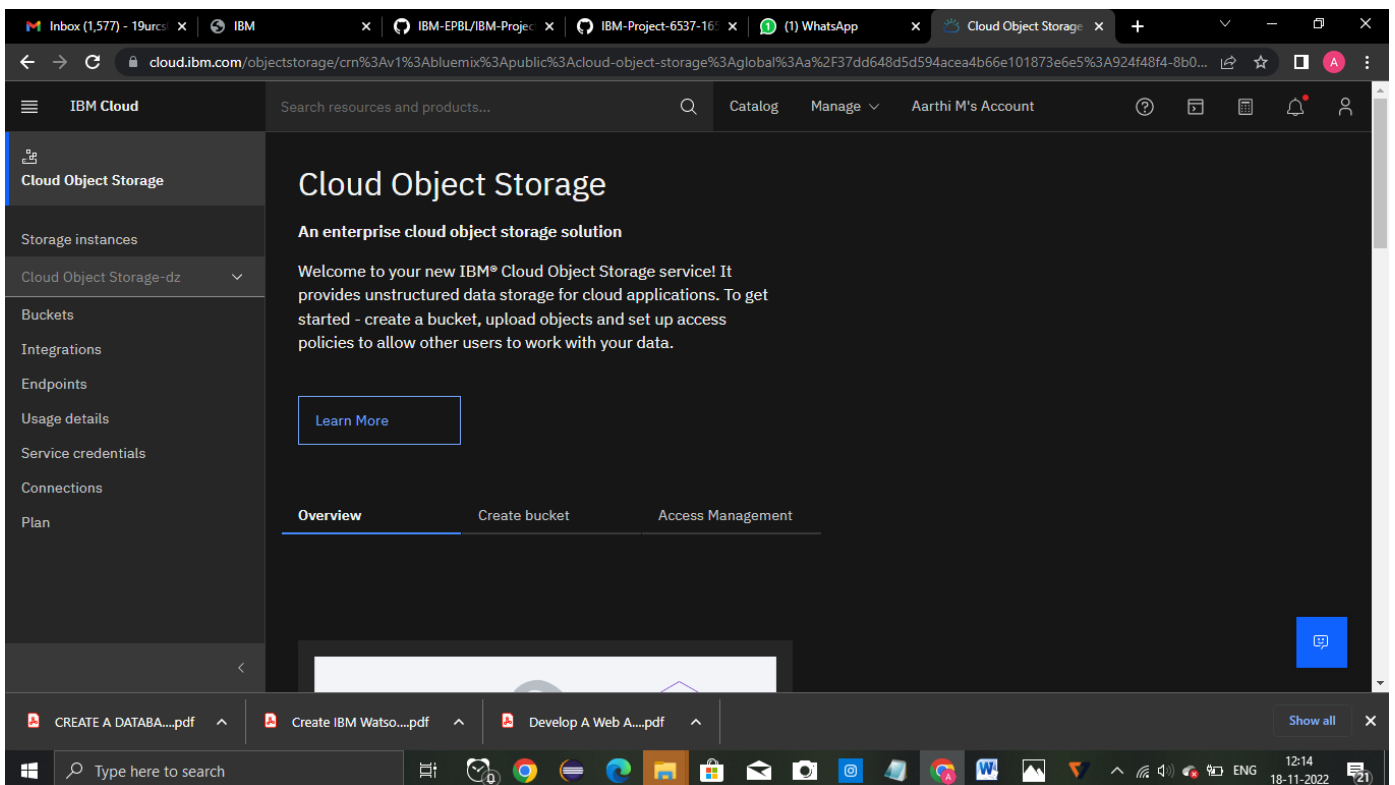 Inbox (1,577) - 19urcs
IBM
IBM-EPBL/IBM-Projec
IBM-Project-6537-165
(1) WhatsApp
Cloud Object Storage
cloud.ibm.com/objectstorage/crn%3Av1%3Abluemix%3Apublic%3Acloud-object-storage%3Aglobal%3Aa%2F37dd648d5d594acea4b66e101873e6e5%3A924f48f4-8b0...
A
IBM Cloud
Search resources and products...
Catalog
Manage
Aarthi M's Account
Cloud Object Storage
Storage instances
Cloud Object Storage-dz
Buckets
Integrations
Endpoints
Usage details
Service credentials
Connections
Plan
Cloud Object Storage
An enterprise cloud object storage solution
Welcome to your new IBM® Cloud Object Storage service! It
provides unstructured data storage for cloud applications. To get
started - create a bucket, upload objects and set up access
policies to allow other users to work with your data.
Learn More
Overview
Create bucket
Access Management
CREATE A DATABA....pdf
Create IBM Watso....pdf
Develop A Web A....pdf
Show all
Type here to search
ENG
12:14
18-11-2022
21